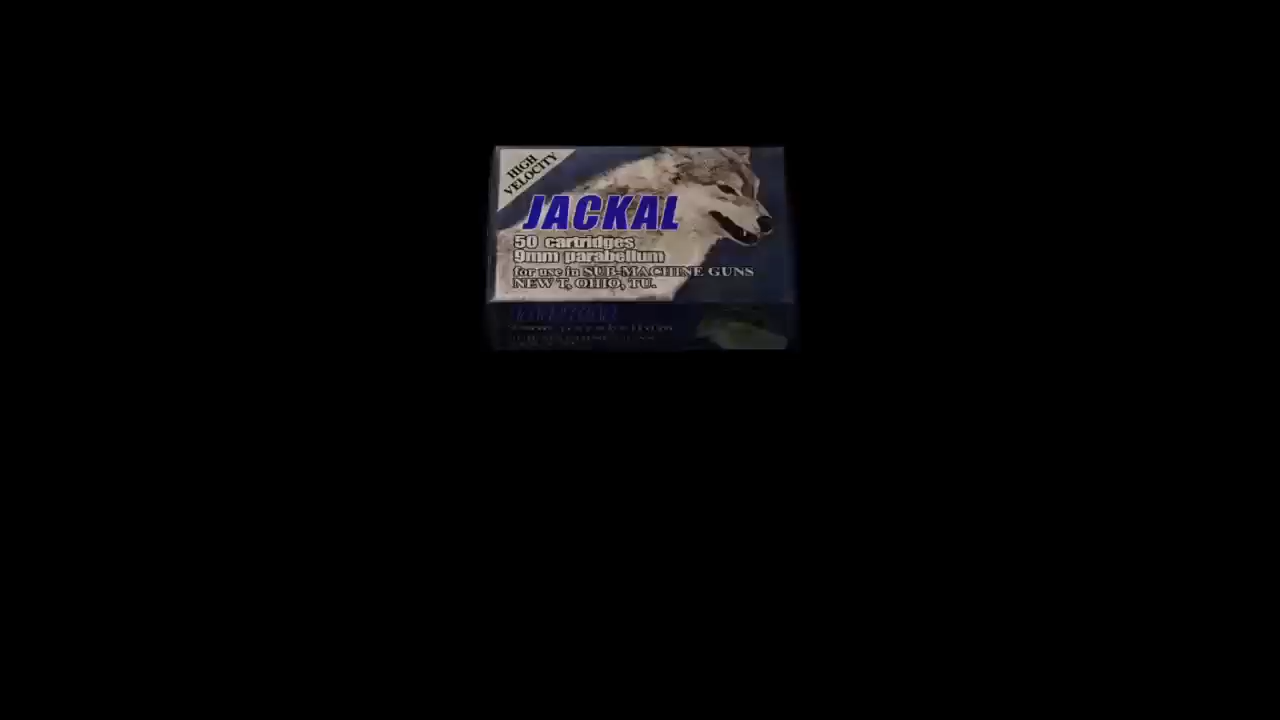 HIGH
VELOCITY
JACKAL
50 cartridges
9mm parabellum
for use in SUB-MACHINE GUNS
NEW T, OHIO, TU.